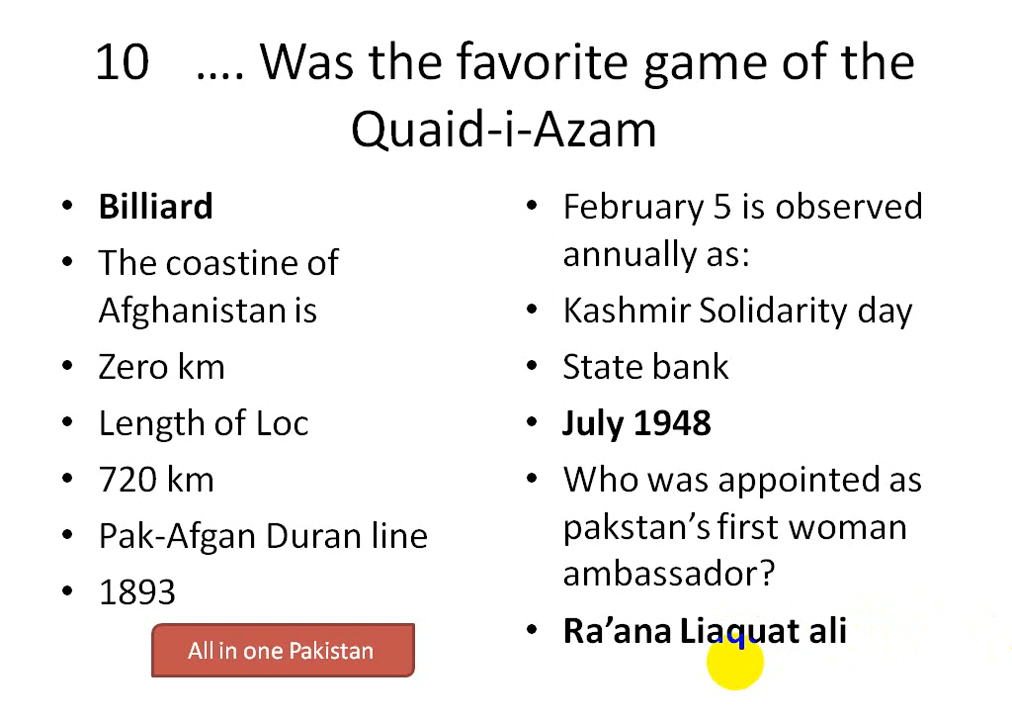 10 .... Was the favorite game of the
Quaid-i-Azam
• Billiard
• The coastine of
Afghanistan is
• Zero km
• Length of Loc
• 720 km
• Pak-Afgan Duran line
• 1893
All in one Pakistan
• February 5 is observed
annually as:
• Kashmir Solidarity day
• State bank
• July 1948
• Who was appointed as
pakstan’s first woman
ambassador?
• Ra’ana Liaquat ali